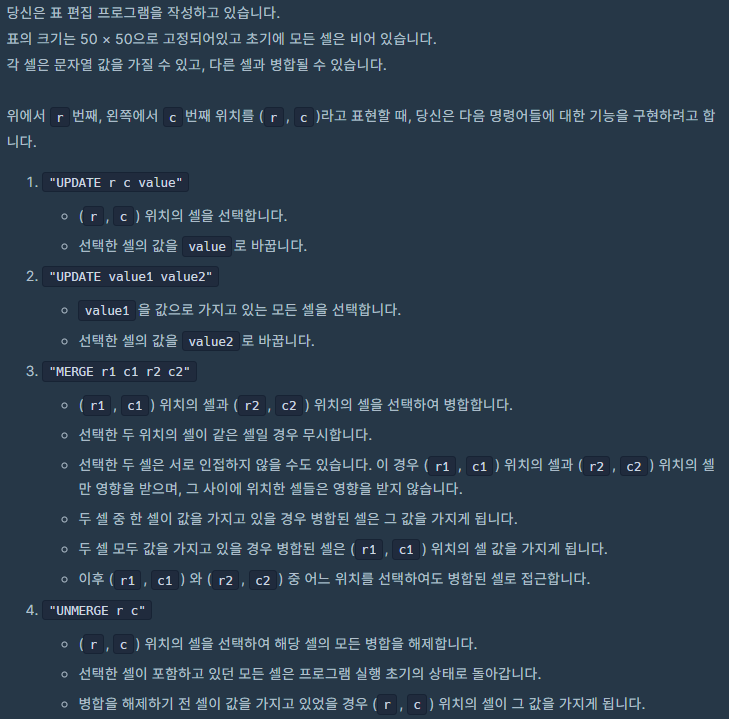 당신은 표 편집 프로그램을 작성하고 있습니다.
표의 크기는 50 × 50으로 고정되어있고 초기에 모든 셀은 비어 있습니다.
각 셀은 문자열 값을 가질 수 있고, 다른 셀과 병합될 수 있습니다.
위에서 r 번째, 왼쪽에서 c 번째 위치를 ( r , c )라고 표현할 때, 당신은 다음 명령어들에 대한 기능을 구현하려고 합
니다.
1. "UPDATE r c value"
○ ( r , c ) 위치의 셀을 선택합니다.
○ 선택한 셀의 값을 value 로 바꿉니다.
2. "UPDATE value1 value2"
○ value1 을 값으로 가지고 있는 모든 셀을 선택합니다.
○ 선택한 셀의 값을 value2 로 바꿉니다.
3. "MERGE r1 c1 r2 c2"
○ ( r1 , c1 ) 위치의 셀과 ( r2 , c2 ) 위치의 셀을 선택하여 병합합니다.
○ 선택한 두 위치의 셀이 같은 셀일 경우 무시합니다.
○ 선택한 두 셀은 서로 인접하지 않을 수도 있습니다. 이 경우 ( r1 , c1 ) 위치의 셀과 ( r2 , c2 ) 위치의 셀
만 영향을 받으며, 그 사이에 위치한 셀들은 영향을 받지 않습니다.
○ 두 셀 중 한 셀이 값을 가지고 있을 경우 병합된 셀은 그 값을 가지게 됩니다.
○ 두 셀 모두 값을 가지고 있을 경우 병합된 셀은 ( r1 , c1 ) 위치의 셀 값을 가지게 됩니다.
○ 이후 ( r1 , c1 ) 와 ( r2 , c2 ) 중 어느 위치를 선택하여도 병합된 셀로 접근합니다.
4. "UNMERGE r c"
○ ( r , c ) 위치의 셀을 선택하여 해당 셀의 모든 병합을 해제합니다.
○ 선택한 셀이 포함하고 있던 모든 셀은 프로그램 실행 초기의 상태로 돌아갑니다.
○ 병합을 해제하기 전 셀이 값을 가지고 있었을 경우 ( r , c ) 위치의 셀이 그 값을 가지게 됩니다.